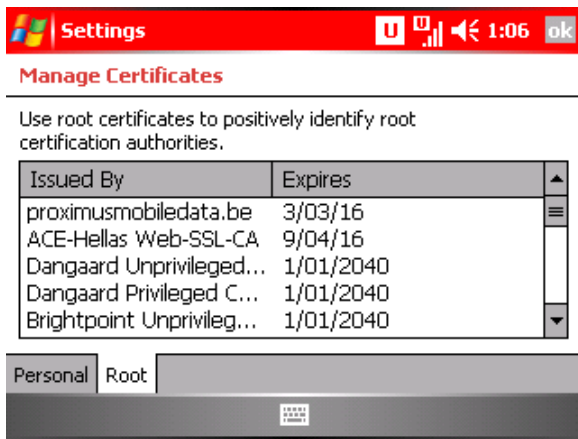 Settings U U 1:06 ok
Manage Certificates
Use root certificates to positively identify root
certification authorities.
Issued By Expires
proximusmobiledata.be 3/03/16
ACE-Hellas Web-SSL-CA 9/04/16
Dangaard Unprivileged... 1/01/2040
Dangaard Privileged C... 1/01/2040
Brightpoint Unprivileg... 1/01/2040
Personal Root